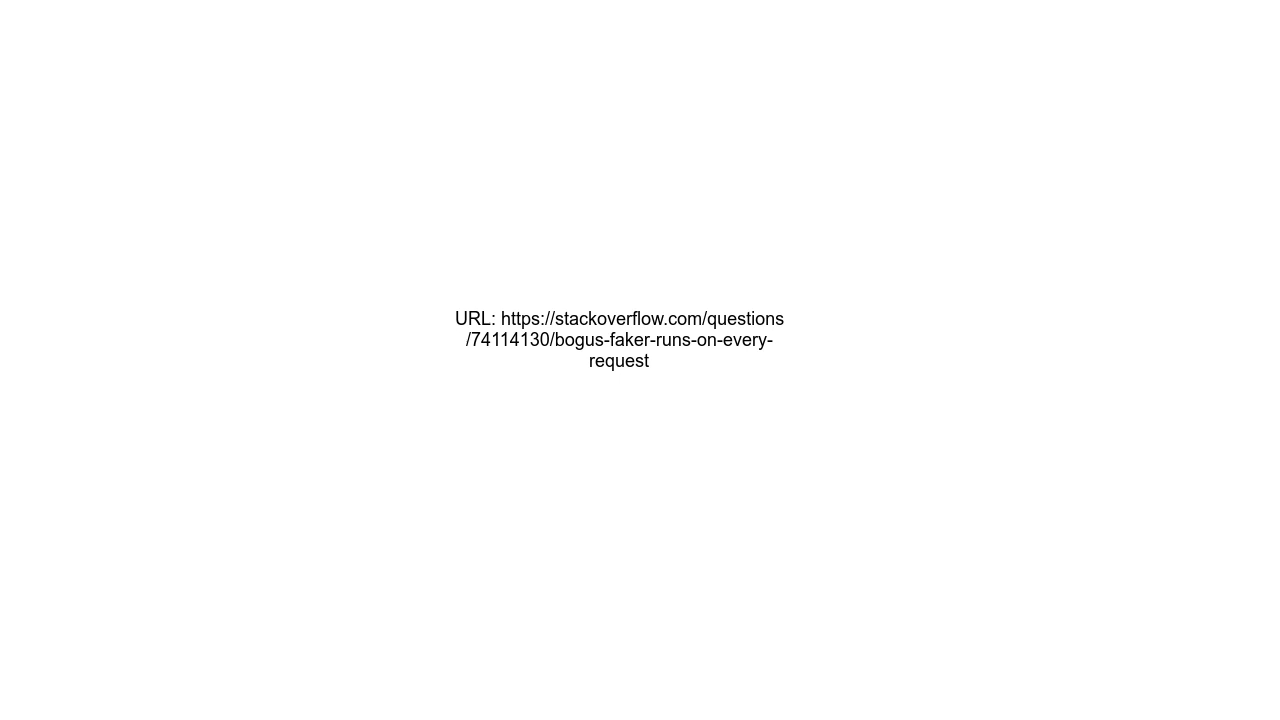 URL: https://stackoverflow.com/questions
/74114130/bogus-faker-runs-on-every-
request